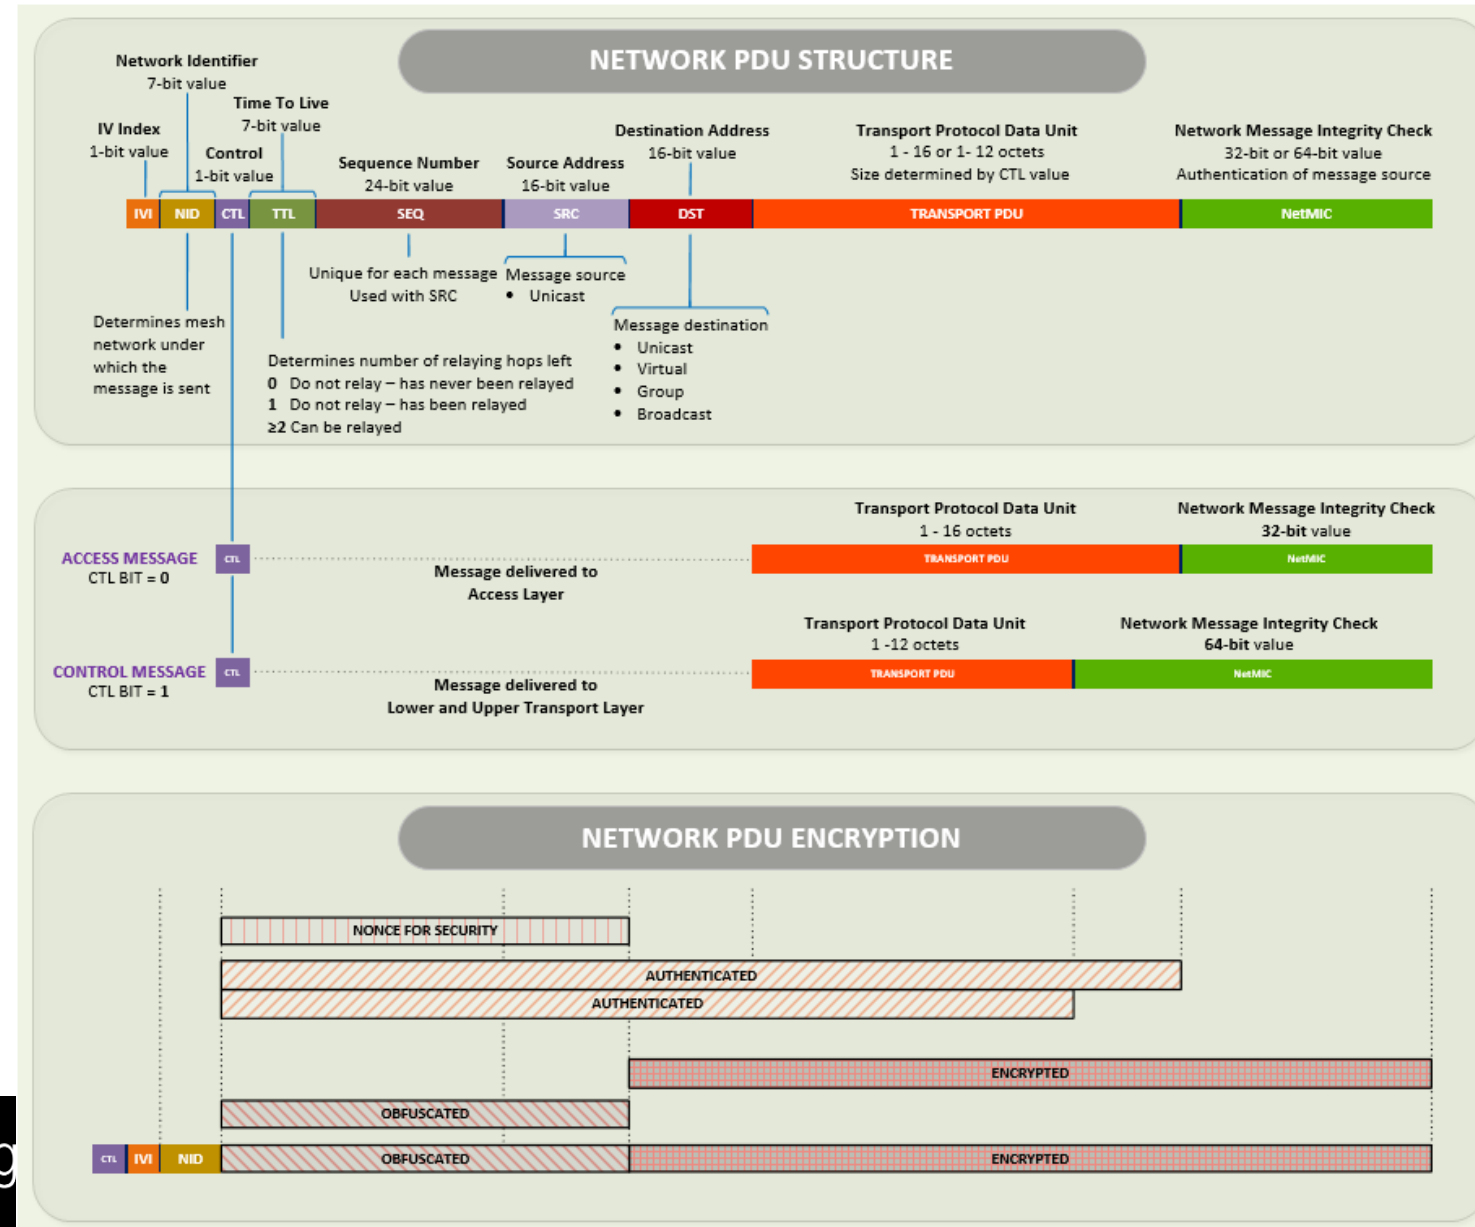 NETWORK PDU STRUCTURE
Network Identifier
7-bit value
Time To Live
7-bit value
IV Index
1-bit value
Control
1-bit value
Sequence Number
24-bit value
Source Address
16-bit value
Destination Address
16-bit value
Transport Protocol Data Unit
1 - 16 or 1- 12 octets
Size determined by CTL value
Network Message Integrity Check
32-bit or 64-bit value
Authentication of message source
IVI NID CTL TTL SEQ SRC DST TRANSPORT PDU NetMIC
Determines mesh
network under
which the
message is sent
Determines number of relaying hops left
0 Do not relay – has never been relayed
1 Do not relay – has been relayed
≥2 Can be relayed
Unique for each message
Used with SRC
Message source
• Unicast
Message destination
• Unicast
• Virtual
• Group
• Broadcast
Transport Protocol Data Unit
1 - 16 octets
Network Message Integrity Check
32-bit value
ACCESS MESSAGE
CTL BIT = 0
CTL
Message delivered to
Access Layer
TRANSPORT PDU NetMIC
Transport Protocol Data Unit
1 -12 octets
Network Message Integrity Check
64-bit value
CONTROL MESSAGE
CTL BIT = 1
CTL
Message delivered to
Lower and Upper Transport Layer
TRANSPORT PDU NetMIC
NETWORK PDU ENCRYPTION
NONCE FOR SECURITY
AUTHENTICATED
AUTHENTICATED
ENCRYPTED
OBFUSCATED
g
CTL IVI NID OBFUSCATED ENCRYPTED